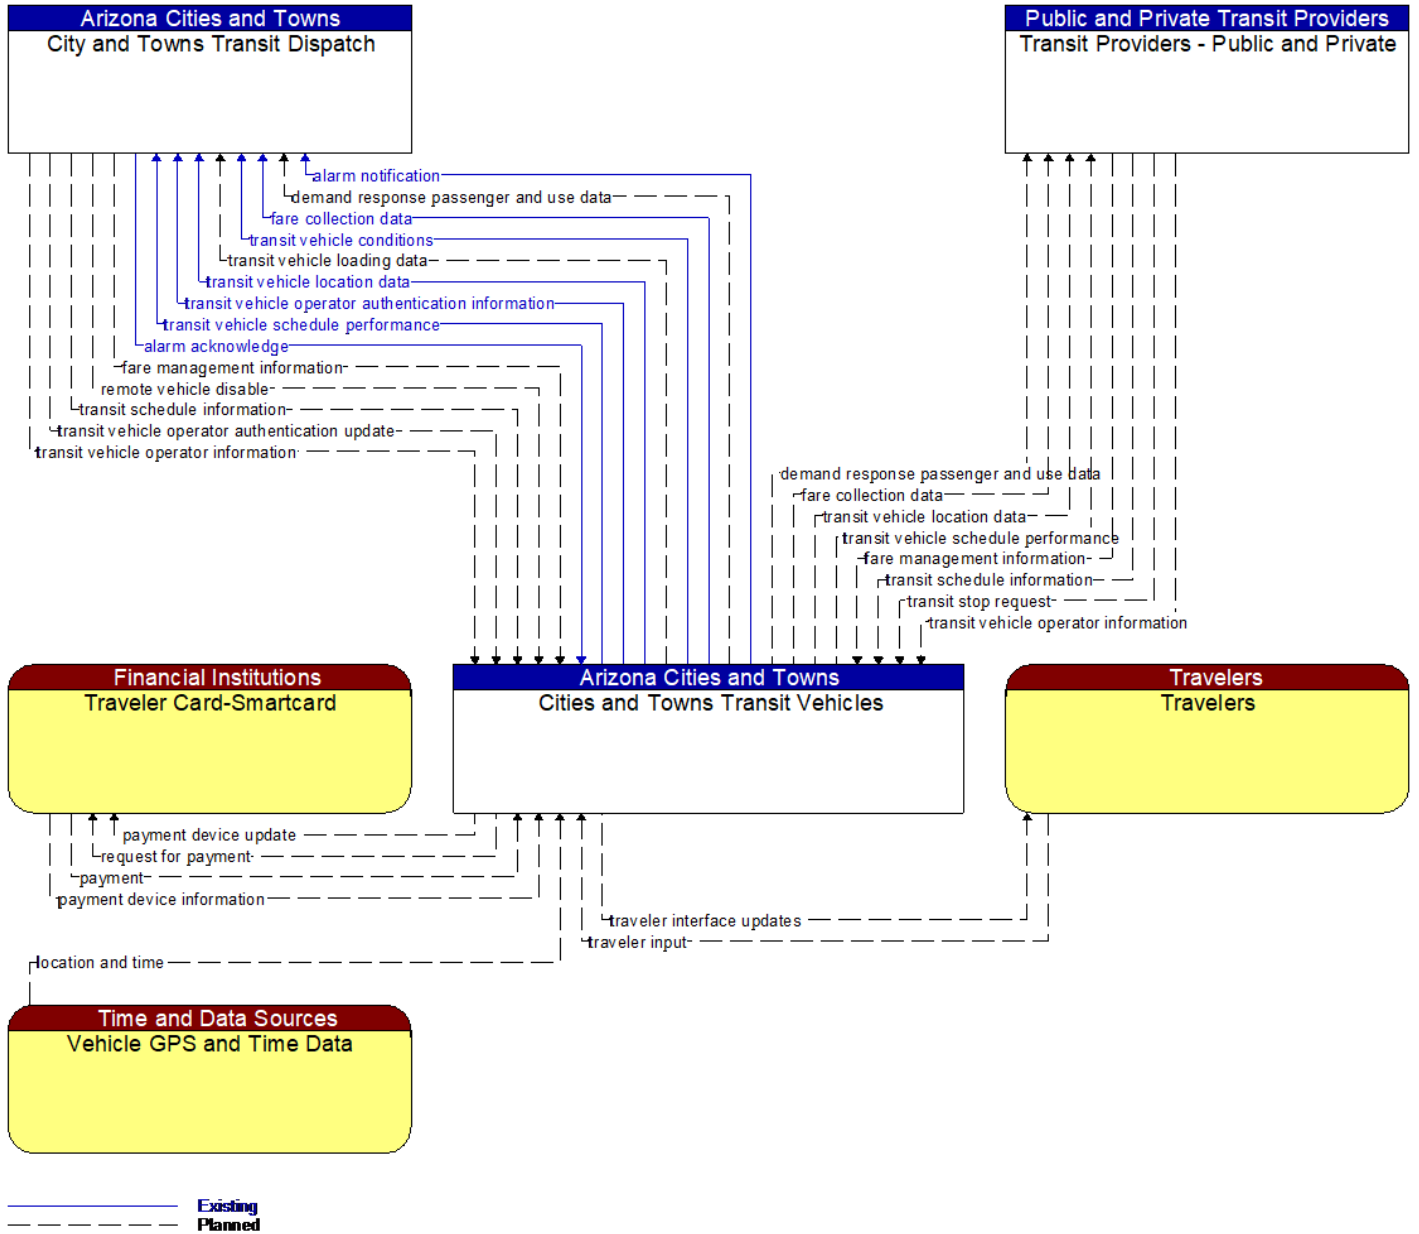 Arizona Cities and Towns
City and Towns Transit Dispatch
Public and Private Transit Providers
Transit Providers - Public and Private
alarm notification
demand response passenger and use data
fare collection data
transit vehicle conditions
transit vehicle loading data
transit vehicle location data
transit vehicle operator authentication information
transit vehicle schedule performance
alarm acknowledge
fare management information
remote vehicle disable
transit schedule information
transit vehicle operator authentication update
transit vehicle operator information
demand response passenger and use data
fare collection data
transit vehicle location data
transit vehicle schedule performance
fare management information
transit schedule information
transit stop request
transit vehicle operator information
Financial Institutions
Traveler Card-Smartcard
Arizona Cities and Towns
Cities and Towns Transit Vehicles
Travelers
Travelers
payment device update
request for payment
payment
payment device information
traveler interface updates
traveler input
location and time
Time and Data Sources
Vehicle GPS and Time Data
Existing
Planned